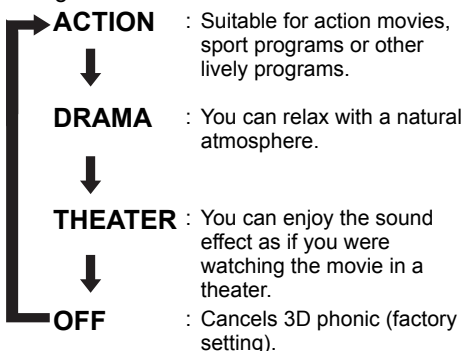 ACTION : Suitable for action movies,
sport programs or other
lively programs.
DRAMA : You can relax with a natural
atmosphere.
THEATER : You can enjoy the sound
effect as if you were
watching the movie in a
theater.
OFF : Cancels 3D phonic (factory
setting).